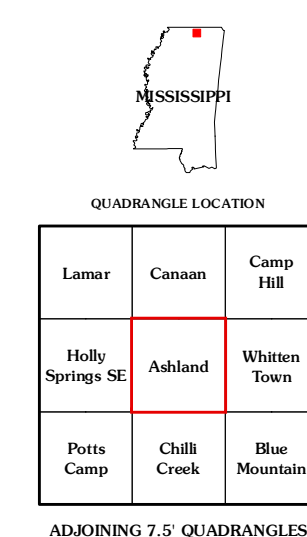 MISSISSIPPI
QUADRANGLE LOCATION
Lamar
Canaan
Camp
Hill
Holly
Springs SE
Ashland
Whitten
Town
Potts
Camp
Chilli
Creek
Blue
Mountain
ADJOINING 7.5' QUADRANGLES